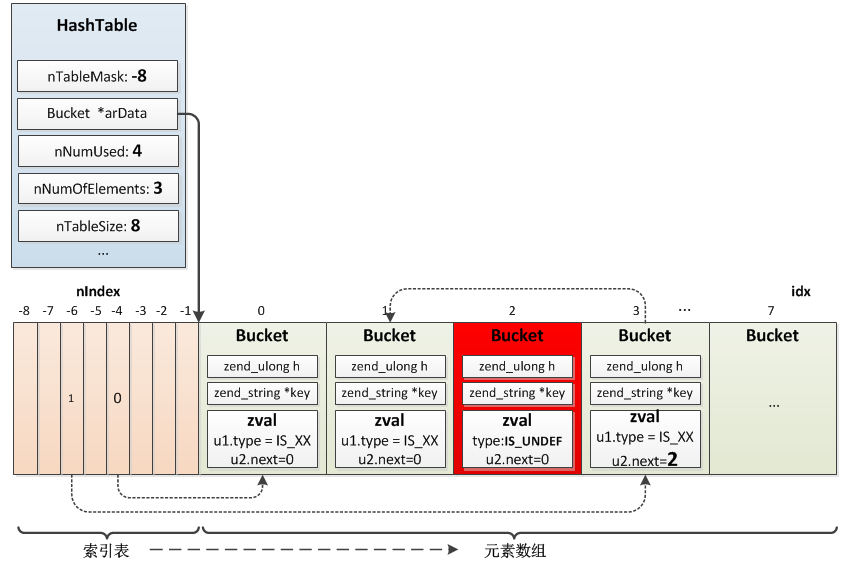 HashTable
nTableMask: -8
Bucket *arData
nNumUsed: 4
nNumOfElements: 3
nTableSize: 8
...
nIndex
idx
-8 -7 -6 -5 -4 -3 -2 -1 0 1 2 3 ... 7
Bucket Bucket Bucket Bucket Bucket
zend_ulong h zend_ulong h zend_ulong h zend_ulong h
zend_string *key zend_string *key zend_string *key zend_string *key
1 0 ...
zval zval zval zval
u1.type = IS_XX u1.type = IS_XX type:IS_UNDEF u1.type = IS_XX
u2.next=0 u2.next=0 u2.next=0 u2.next=2
索引表 元素数组